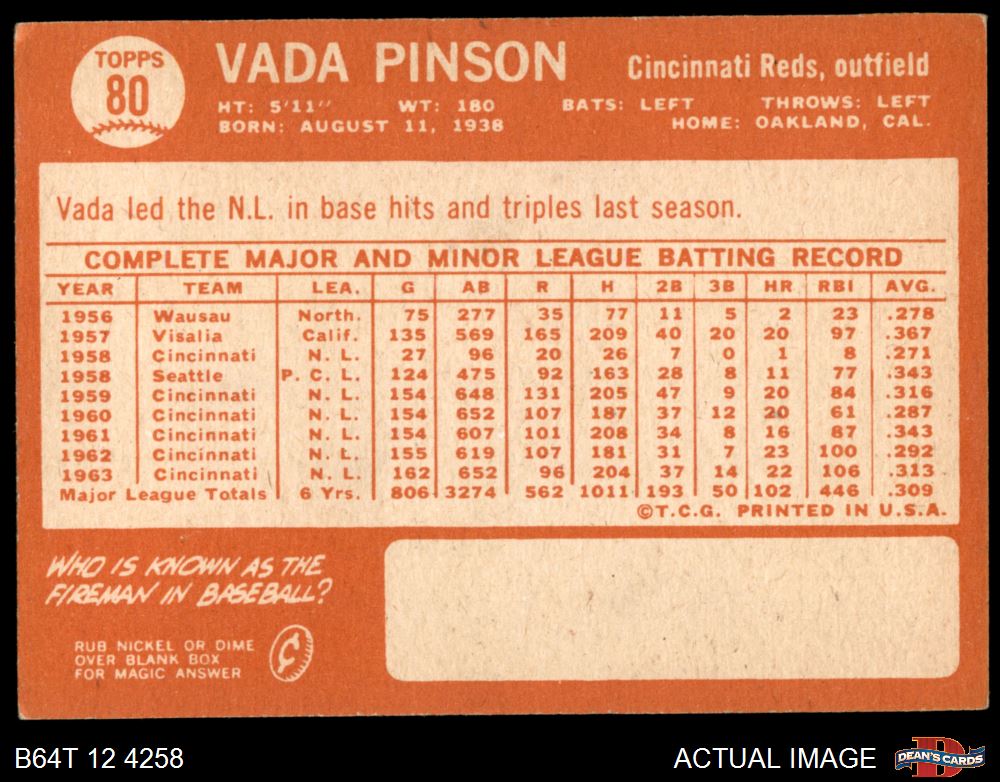 TOPPS
80
VADA PINSON
Cincinnati Reds, outfield
HT: 5'11" WT: 180 BATS: LEFT THROWS: LEFT
BORN: AUGUST 11, 1938 HOME: OAKLAND, CAL.
Vada led the N.L. in base hits and triples last season.
COMPLETE MAJOR AND MINOR LEAGUE BATTING RECORD
YEAR TEAM LEA. G AB R H 2B 3B HR RBI AVG.
1956 Wausau North. 75 277 35 77 11 5 2 23 .278
1957 Visalia Calif. 135 569 165 209 40 20 20 97 .367
1958 Cincinnati N. L. 27 96 20 26 7 0 1 8 .271
1958 Seattle P. C. L. 124 475 92 163 28 8 11 77 .343
1959 Cincinnati N. L. 154 648 131 205 47 9 20 84 .316
1960 Cincinnati N. L. 154 652 107 187 37 12 20 61 .287
1961 Cincinnati N. L. 154 607 101 208 34 8 16 87 .343
1962 Cincinnati N. L. 155 619 107 181 31 7 23 100 .292
1963 Cincinnati N. L. 162 652 96 204 37 14 22 106 .313
Major League Totals 6 Yrs. 806 3274 562 1011 193 50 102 446 .309
©T.C.G. PRINTED IN U.S.A.
WHO IS KNOWN AS THE
FIREMAN IN BASEBALL?
RUB NICKEL OR DIME
OVER BLANK BOX
FOR MAGIC ANSWER
¢
B64T 12 4258
ACTUAL IMAGE
D
DEAN'S CARDS